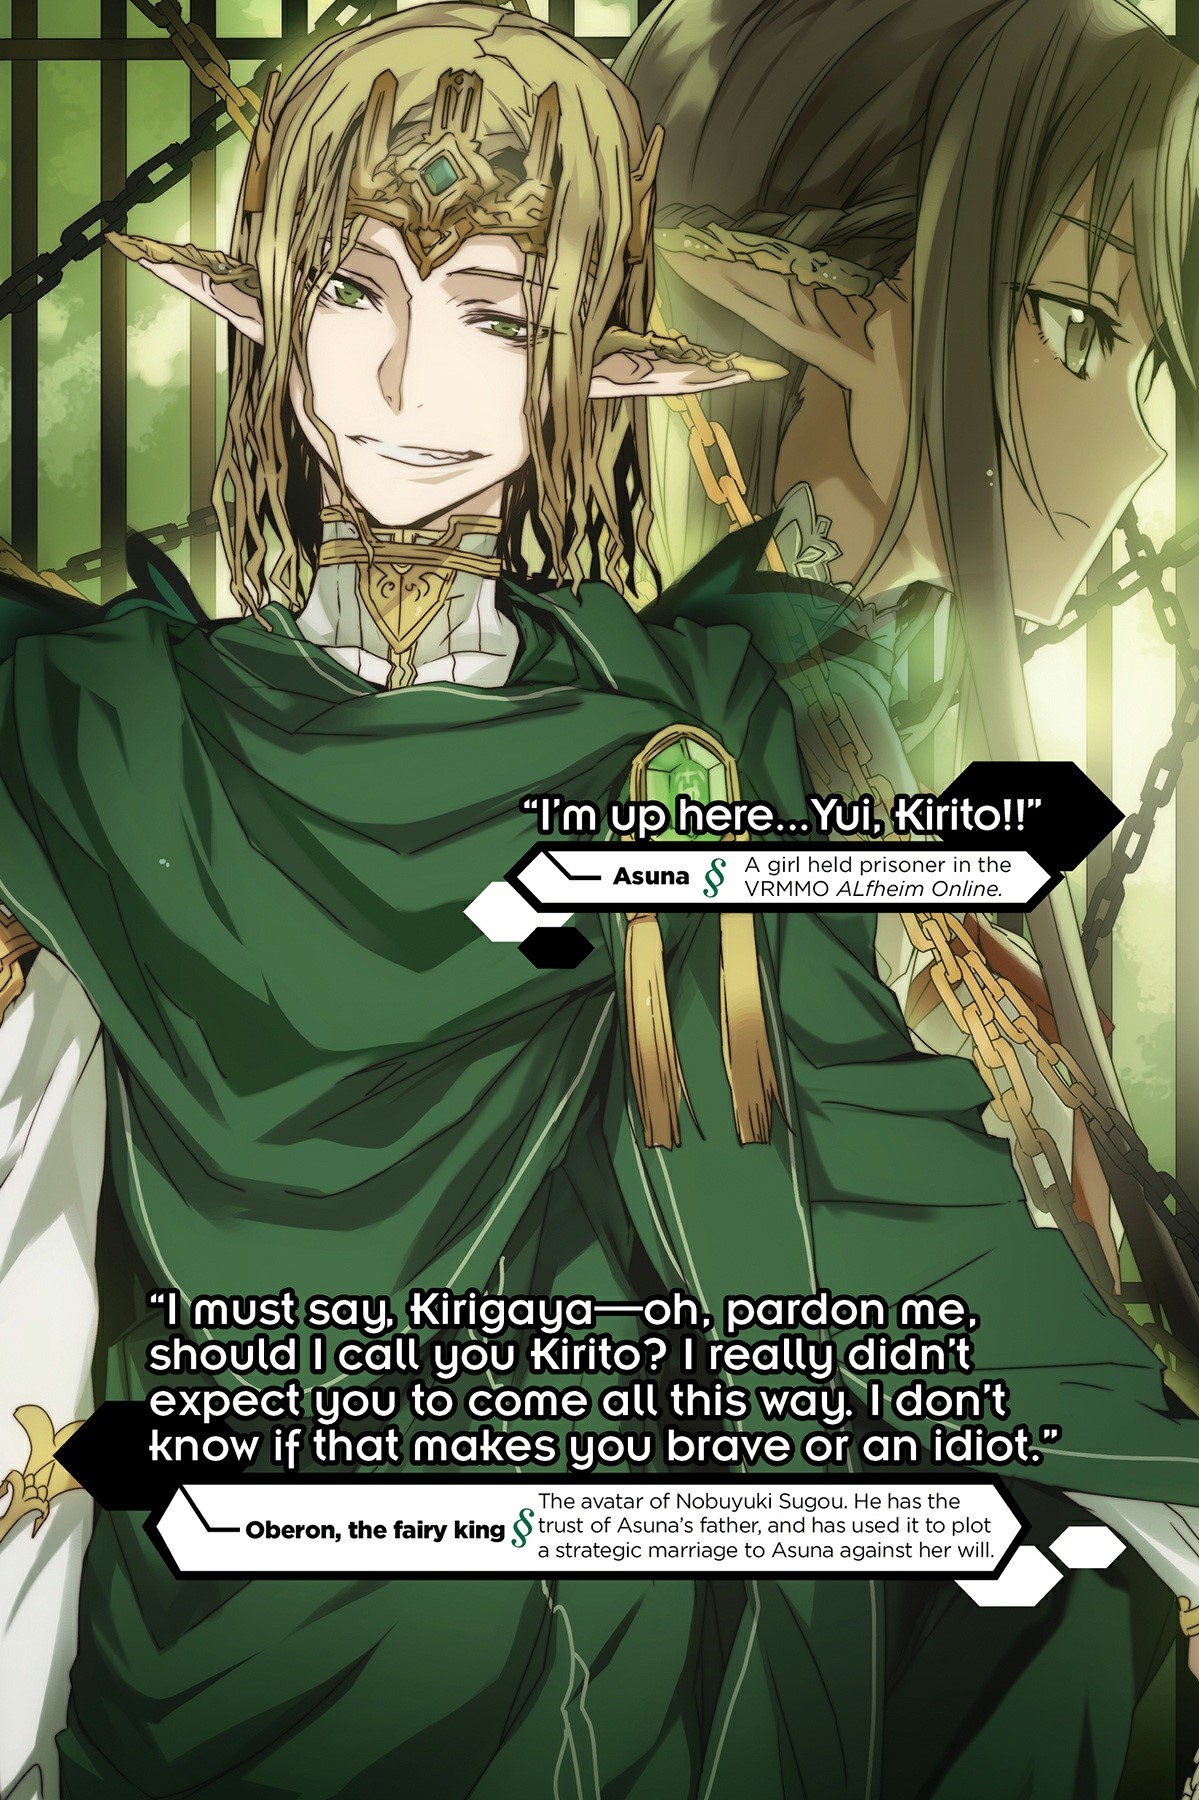 “I’m up here...Yui, Kirito!!”
Asuna § A girl held prisoner in the
VRMMO ALfheim Online.
“I must say, Kirigaya—oh, pardon me,
should I call you Kirito? I really didn’t
expect you to come all this way. I don’t
know if that makes you brave or an idiot.”
Oberon, the fairy king § The avatar of Nobuyuki Sugou. He has the
trust of Asuna’s father, and has used it to plot
a strategic marriage to Asuna against her will.